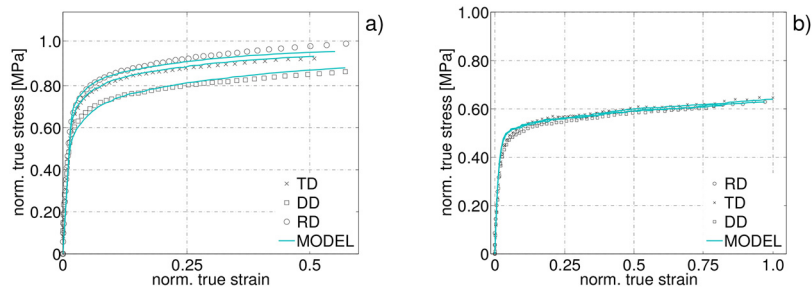 a)
norm. true stress [MPa]
1.0
0.80
0.60
0.40
0.20
0
0
0.25
0.5
norm. true strain
TD
DD
RD
MODEL
b)
norm. true stress [MPa]
1.00
0.80
0.60
0.40
0.20
0
0
0.25
0.50
0.75
1.0
norm. true strain
RD
TD
DD
MODEL